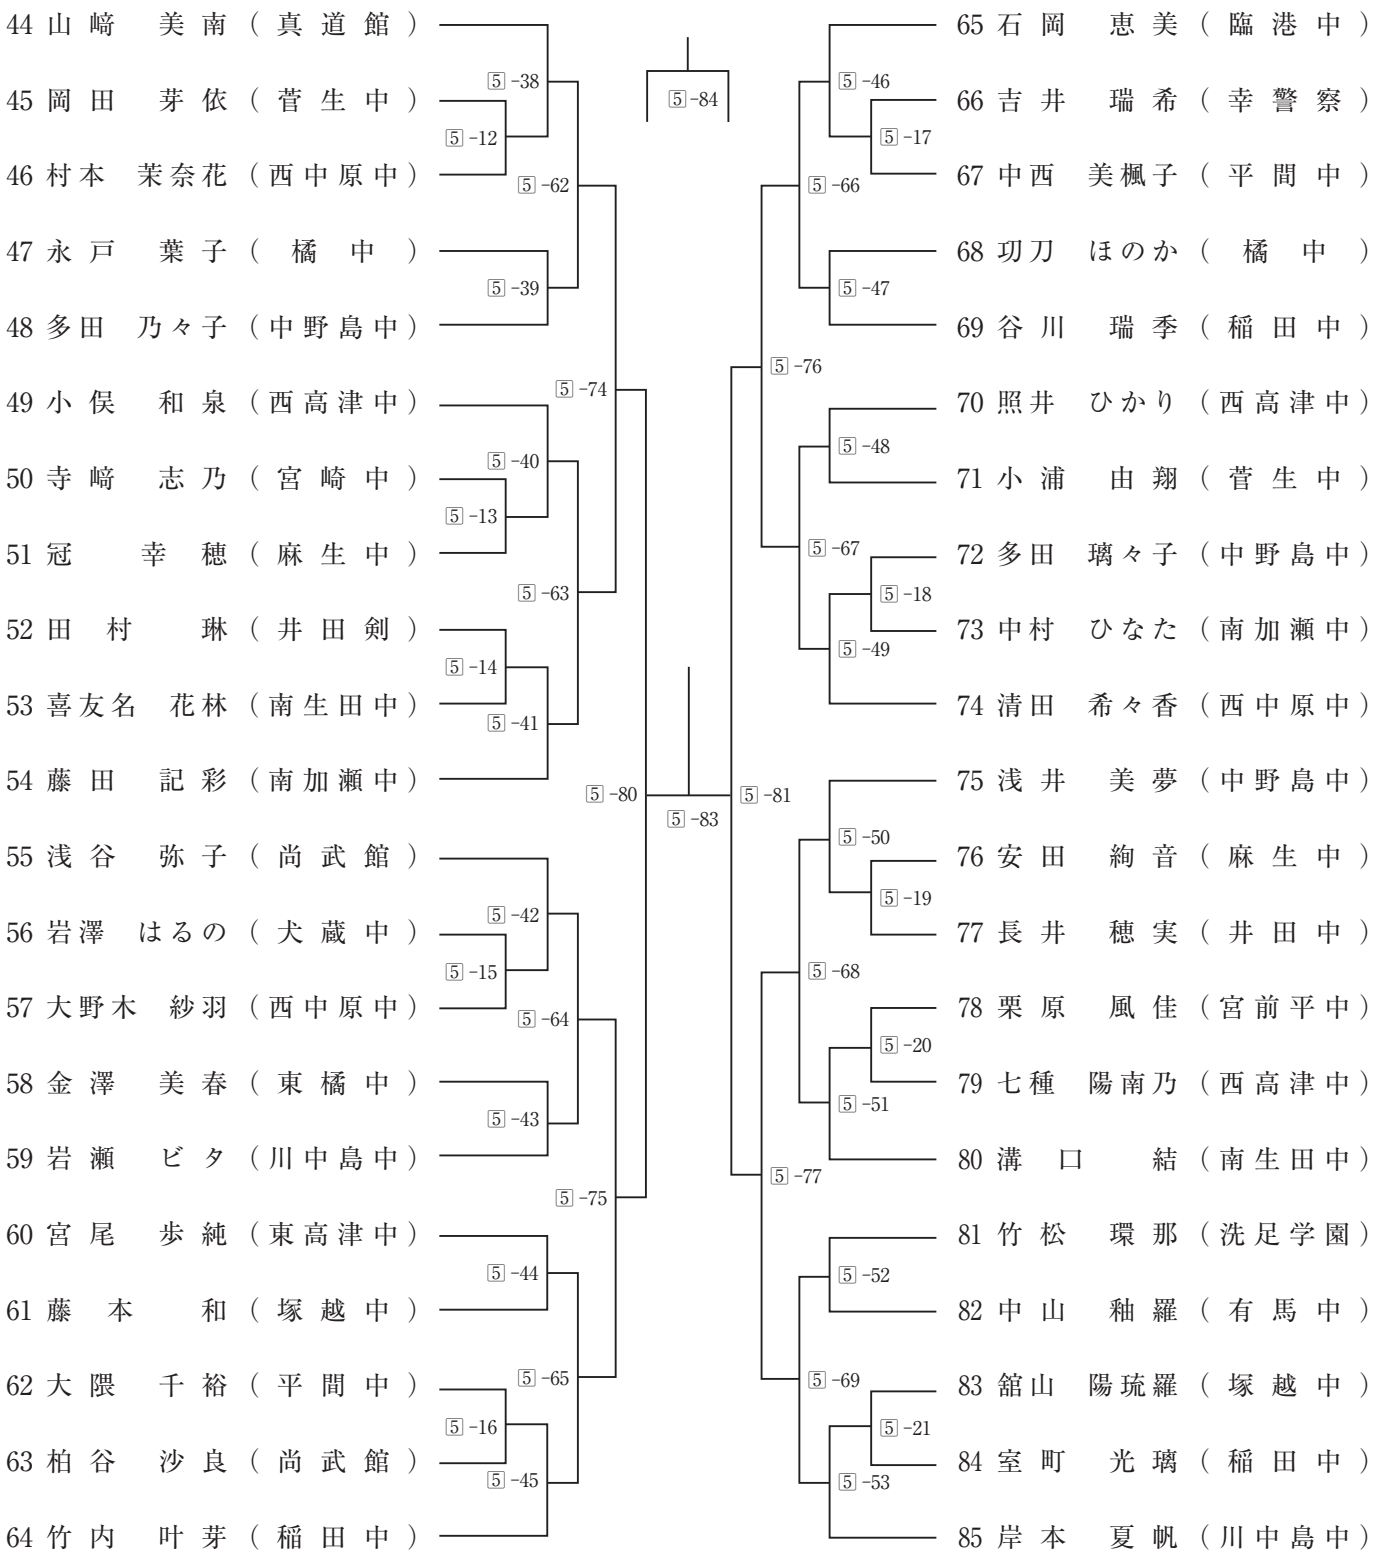 44 山﨑 美南（真道館）
45 岡田 芽依（菅生中）
46 村本 茉奈花（西中原中）
47 永戸 葉子（橘中）
48 多田 乃々子（中野島中）
49 小俣 和泉（西高津中）
50 寺﨑 志乃（宮崎中）
51 冠 幸穂（麻生中）
52 田村 琳（井田剣）
53 喜友名 花林（南生田中）
54 藤田 記彩（南加瀬中）
55 浅谷 弥子（尚武館）
56 岩澤 はるの（犬蔵中）
57 大野木 紗羽（西中原中）
58 金澤 美春（東橘中）
59 岩瀬 ビタ（川中島中）
60 宮尾 歩純（東高津中）
61 藤本 和（塚越中）
62 大隈 千裕（平間中）
63 柏谷 沙良（尚武館）
64 竹内 叶芽（稲田中）
5-38
5-12
5-62
5-39
5-74
5-40
5-13
5-63
5-14
5-41
5-80
5-42
5-15
5-64
5-43
5-75
5-44
5-65
5-16
5-45
5-84
5-83
5-46
5-17
5-66
5-47
5-76
5-48
5-67
5-18
5-49
5-81
5-50
5-19
5-68
5-20
5-51
5-77
5-52
5-69
5-21
5-53
65 石岡 恵美（臨港中）
66 吉井 瑞希（幸警察）
67 中西 美楓子（平間中）
68 功刀 ほのか（橘中）
69 谷川 瑞季（稲田中）
70 照井 ひかり（西高津中）
71 小浦 由翔（菅生中）
72 多田 璃々子（中野島中）
73 中村 ひなた（南加瀬中）
74 清田 希々香（西中原中）
75 浅井 美夢（中野島中）
76 安田 絢音（麻生中）
77 長井 穂実（井田中）
78 栗原 風佳（宮前平中）
79 七種 陽南乃（西高津中）
80 溝口 結（南生田中）
81 竹松 環那（洗足学園）
82 中山 釉羅（有馬中）
83 舘山 陽琉羅（塚越中）
84 室町 光璃（稲田中）
85 岸本 夏帆（川中島中）